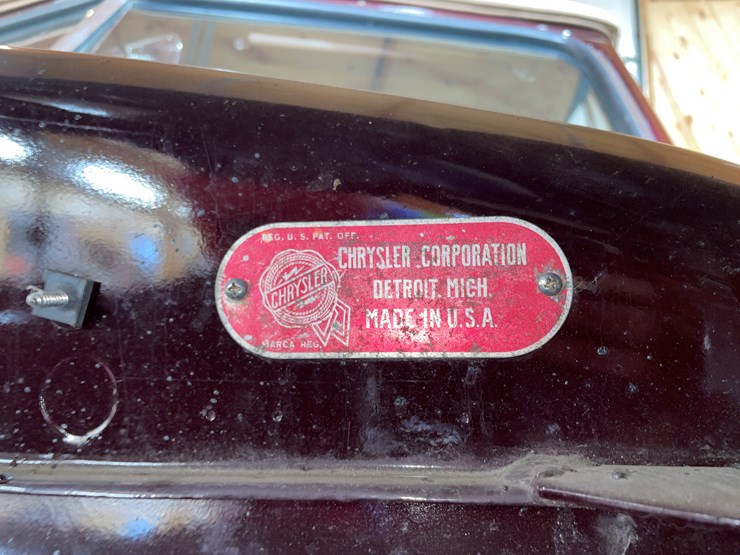 REG. U. S. PAT. OFF.
CHRYSLER CORPORATION
CHRYSLER
DETROIT. MICH.
MADE IN U.S.A.
MARCA REG.